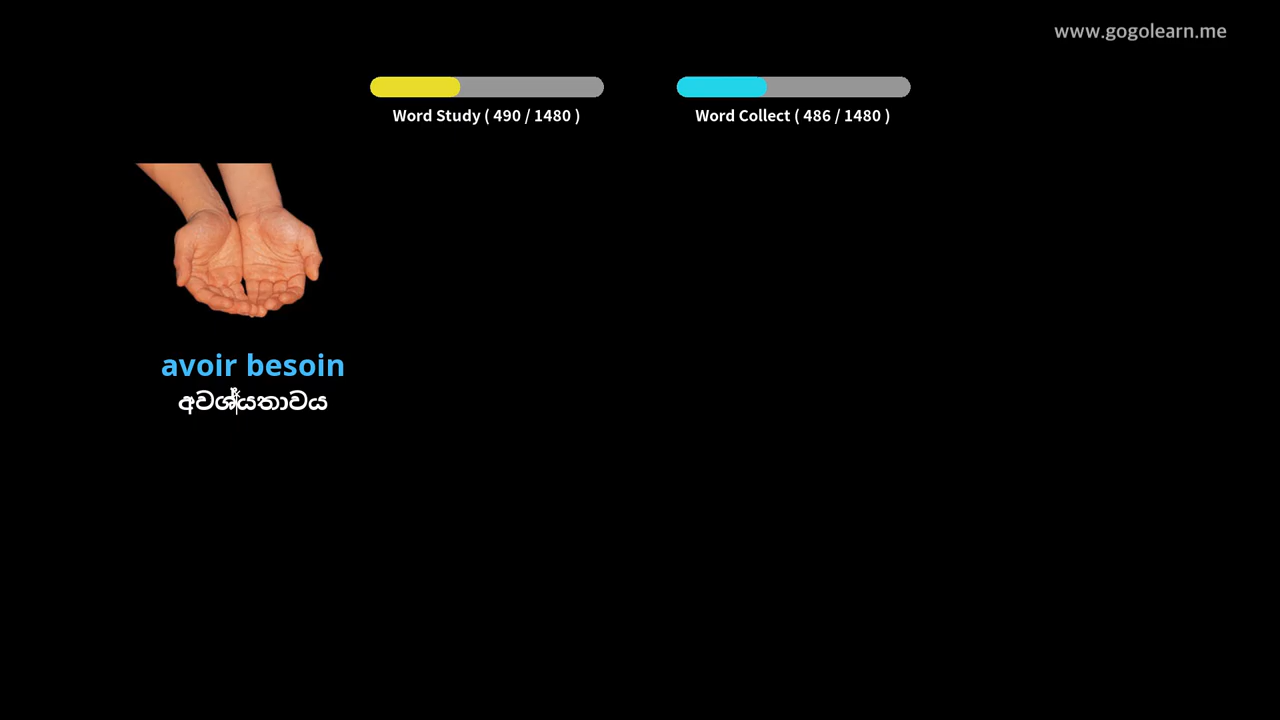 www.gogolearn.me
Word Study ( 490 / 1480 )
Word Collect ( 486 / 1480 )
avoir besoin
අවශ්‍යතාවය